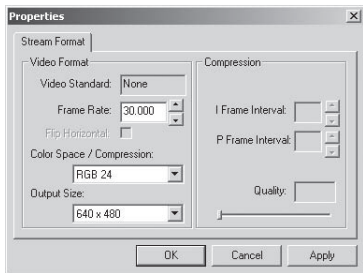 Properties
Stream Format
Video Format
Video Standard: None
Frame Rate: 30.000
Flip Horizontal:
Color Space / Compression:
RGB 24
Output Size:
640 x 480
Compression
I Frame Interval:
P Frame Interval:
Quality:
OK Cancel Apply